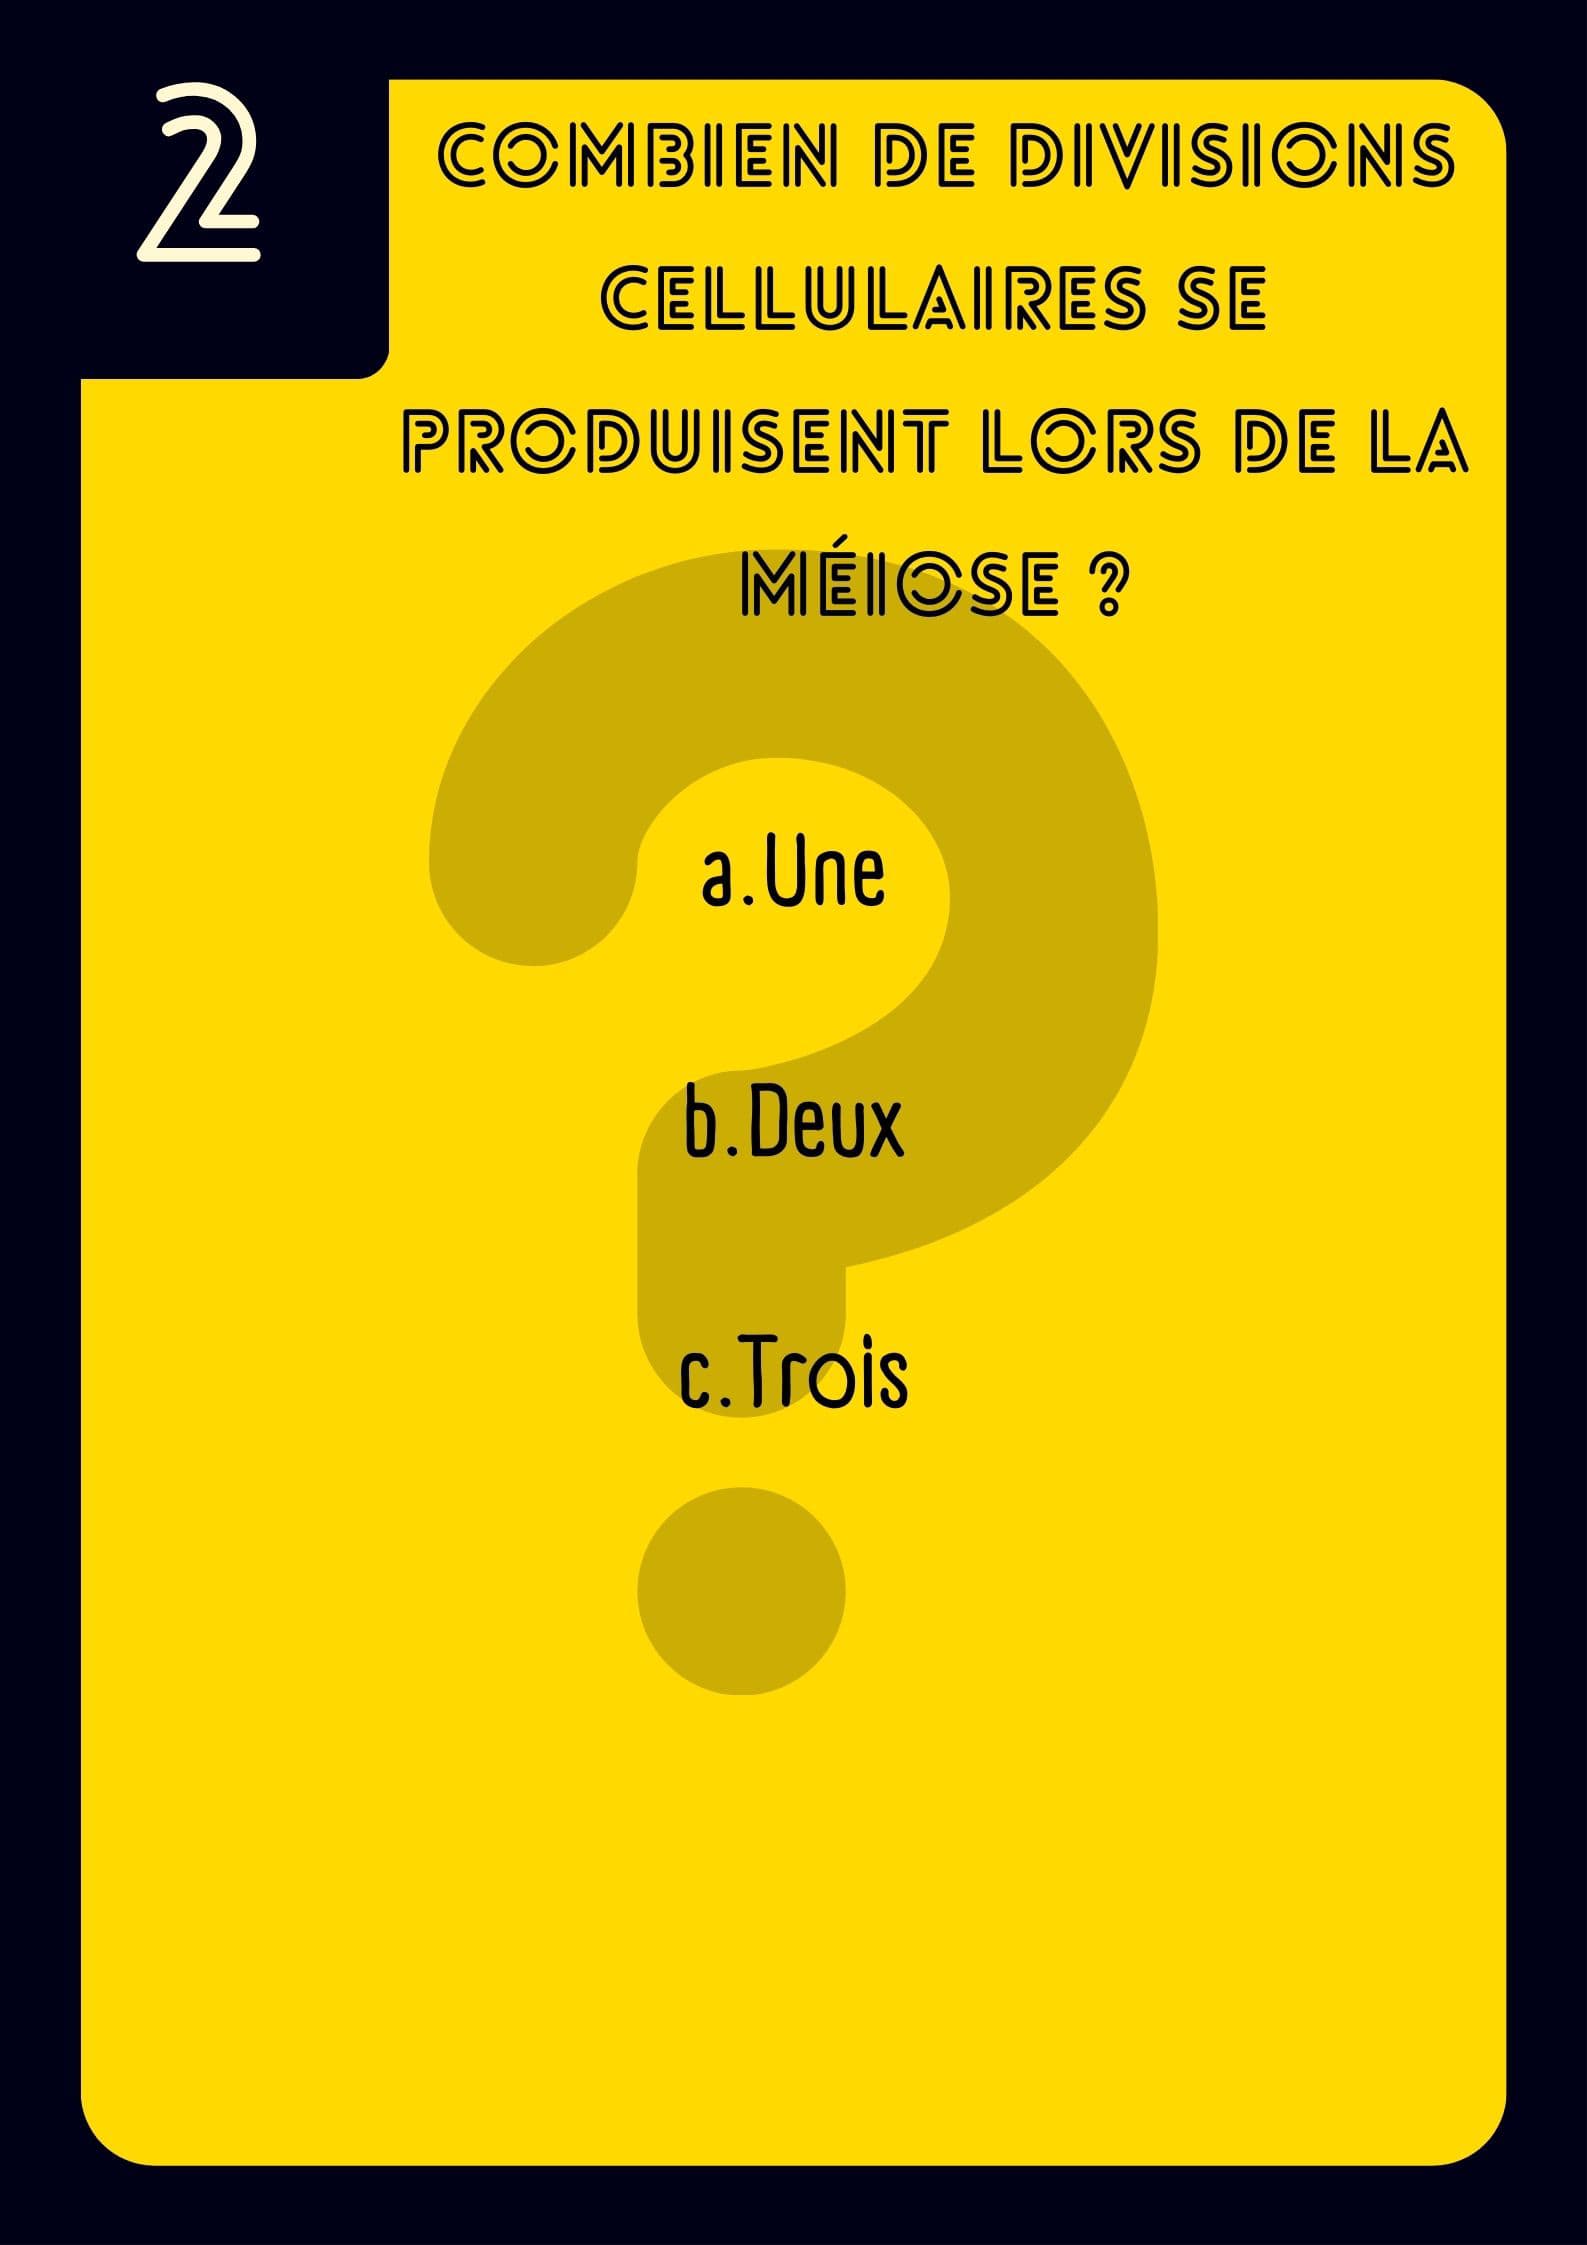 2
COMBIEN DE DIVISIONS
CELLULAIRES SE
PRODUISENT LORS DE LA
MÉIOSE ?
a.Une
b.Deux
c.Trois